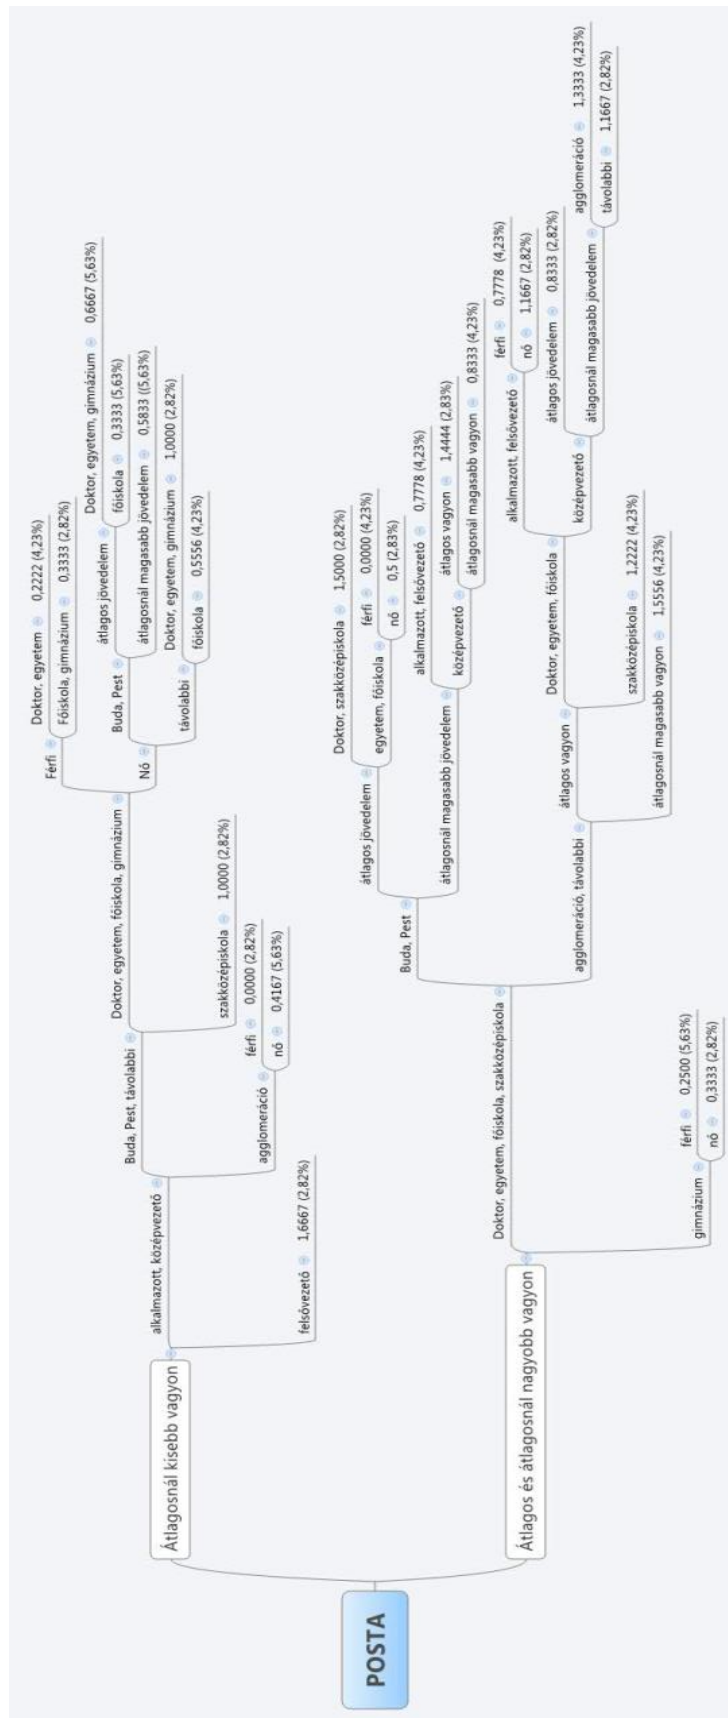 POSTA
Átlagosnál kisebb vagyon
alkalmazott, középvezető
Buda, Pest, távolabbi
Doktor, egyetem, főiskola, gimnázium
Férfi
Doktor, egyetem 0,2222 (4,23%)
Főiskola, gimnázium 0,3333 (2,82%)
Nő
Buda, Pest
átlagos jövedelem
Doktor, egyetem, gimnázium 0,6667 (5,63%)
főiskola 0,3333 (5,63%)
átlagosnál magasabb jövedelem 0,5833 ((5,63%)
távolabbi
Doktor, egyetem, gimnázium 1,0000 (2,82%)
főiskola 0,5556 (4,23%)
szakközépiskola 1,0000 (2,82%)
agglomeráció
férfi 0,0000 (2,82%)
nő 0,4167 (5,63%)
felsővezető 1,6667 (2,82%)
Átlagos és átlagosnál nagyobb vagyon
Doktor, egyetem, főiskola, szakközépiskola
Buda, Pest
átlagos jövedelem
Doktor, szakközépiskola 1,5000 (2,82%)
egyetem, főiskola
férfi 0,0000 (4,23%)
nő 0,5 (2,83%)
átlagosnál magasabb jövedelem
alkalmazott, felsővezető 0,7778 (4,23%)
középvezető
átlagos vagyon 1,4444 (2,83%)
átlagosnál magasabb vagyon 0,8333 (4,23%)
agglomeráció, távolabbi
átlagos vagyon
Doktor, egyetem, főiskola
alkalmazott, felsővezető
férfi 0,7778 (4,23%)
nő 1,1667 (2,82%)
középvezető
átlagos jövedelem 0,8333 (2,82%)
átlagosnál magasabb jövedelem
agglomeráció 1,3333 (4,23%)
távolabbi 1,1667 (2,82%)
szakközépiskola 1,2222 (4,23%)
átlagosnál magasabb vagyon 1,5556 (4,23%)
gimnázium
férfi 0,2500 (5,63%)
nő 0,3333 (2,82%)